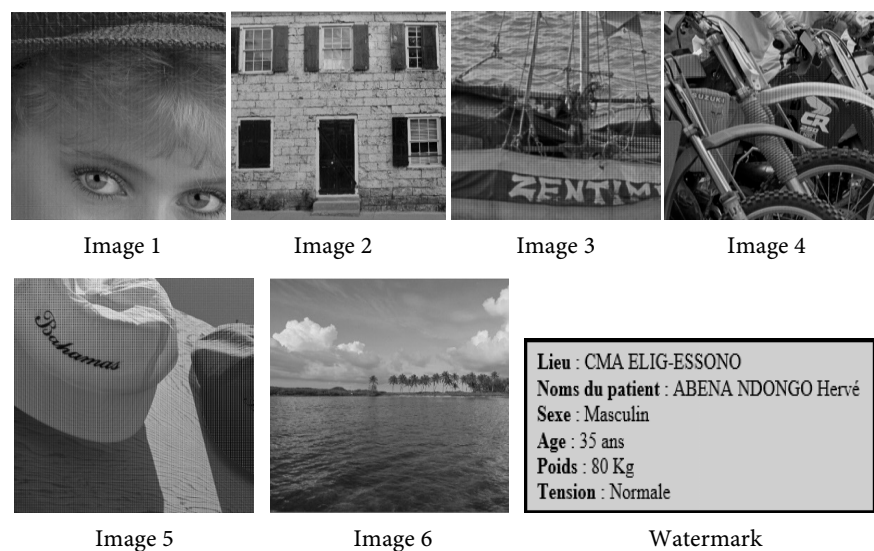 ZENTIM
SUZUKI
CR
Image 1
Image 2
Image 3
Image 4
Bahamas
Lieu : CMA ELIG-ESSONO
Noms du patient : ABENA NDONGO Hervé
Sexe : Masculin
Age : 35 ans
Poids : 80 Kg
Tension : Normale
Image 5
Image 6
Watermark